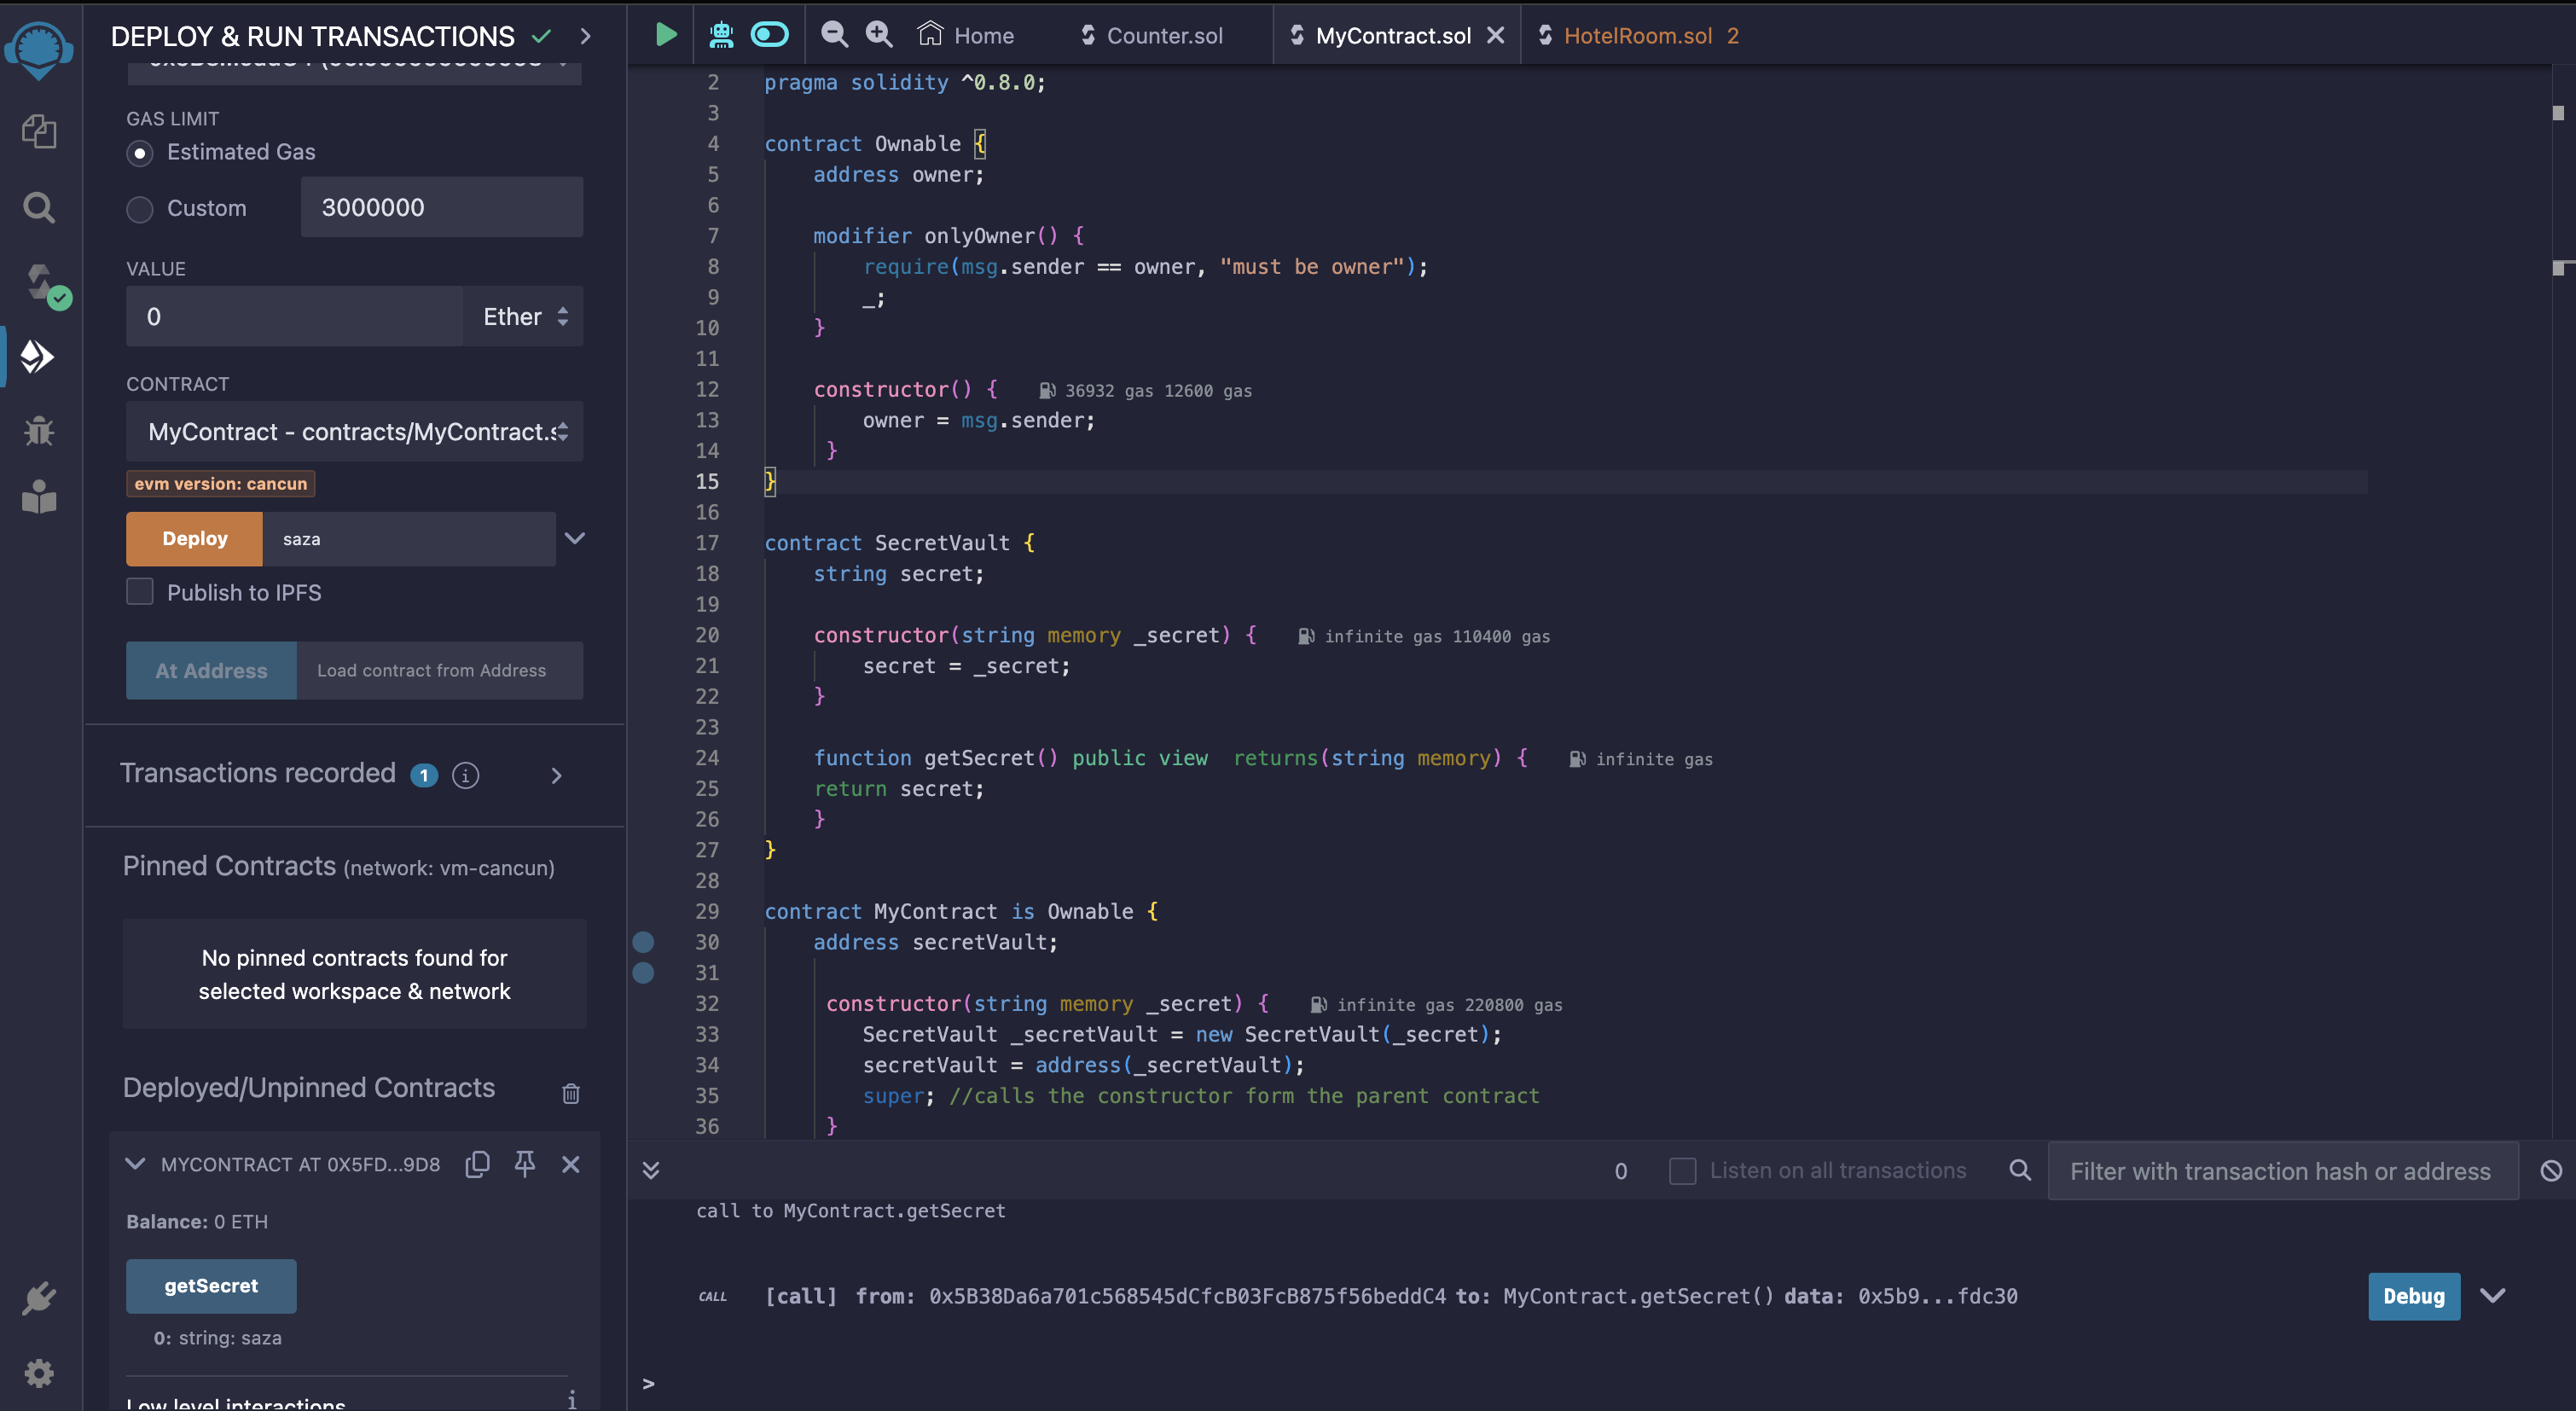 DEPLOY & RUN TRANSACTIONS
GAS LIMIT
Estimated Gas
Custom
3000000
VALUE
0
Ether
CONTRACT
MyContract - contracts/MyContract.s
evm version: cancun
Deploy
saza
Publish to IPFS
At Address
Load contract from Address
Transactions recorded 1 i
Pinned Contracts (network: vm-cancun)
No pinned contracts found for
selected workspace & network
Deployed/Unpinned Contracts
MYCONTRACT AT 0X5FD...9D8
Balance: 0 ETH
getSecret
0: string: saza
Low level interactions
i
Home
Counter.sol
MyContract.sol
HotelRoom.sol 2
2 pragma solidity ^0.8.0;
3
4 contract Ownable {
5 address owner;
6
7 modifier onlyOwner() {
8 require(msg.sender == owner, "must be owner");
9 _;
10 }
11
12 constructor() { 36932 gas 12600 gas
13 owner = msg.sender;
14 }
15 }
16
17 contract SecretVault {
18 string secret;
19
20 constructor(string memory _secret) { infinite gas 110400 gas
21 secret = _secret;
22 }
23
24 function getSecret() public view returns(string memory) { infinite gas
25 return secret;
26 }
27 }
28
29 contract MyContract is Ownable {
30 address secretVault;
31
32 constructor(string memory _secret) { infinite gas 220800 gas
33 SecretVault _secretVault = new SecretVault(_secret);
34 secretVault = address(_secretVault);
35 super; //calls the constructor form the parent contract
36 }
0
Listen on all transactions
Filter with transaction hash or address
call to MyContract.getSecret
CALL [call] from: 0x5B38Da6a701c568545dCfcB03FcB875f56beddC4 to: MyContract.getSecret() data: 0x5b9...fdc30
Debug
>